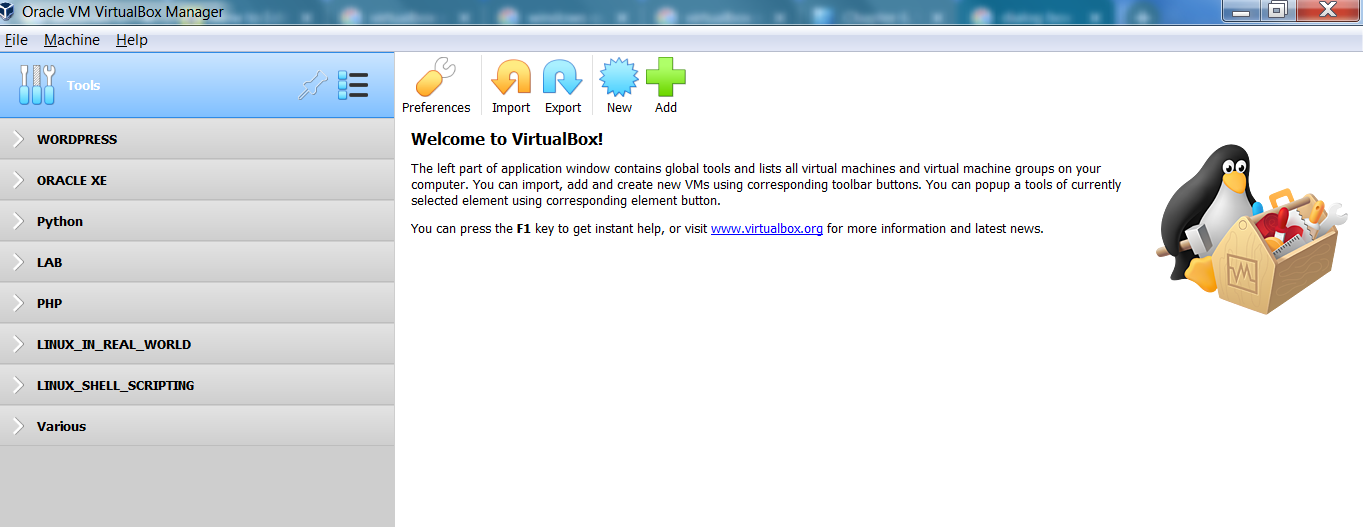 Oracle VM VirtualBox Manager
File Machine Help
Tools
WORDPRESS
ORACLE XE
Python
LAB
PHP
LINUX_IN_REAL_WORLD
LINUX_SHELL_SCRIPTING
Various
Preferences Import Export New Add
Welcome to VirtualBox!
The left part of application window contains global tools and lists all virtual machines and virtual machine groups on your
computer. You can import, add and create new VMs using corresponding toolbar buttons. You can popup a tools of currently
selected element using corresponding element button.
You can press the F1 key to get instant help, or visit www.virtualbox.org for more information and latest news.